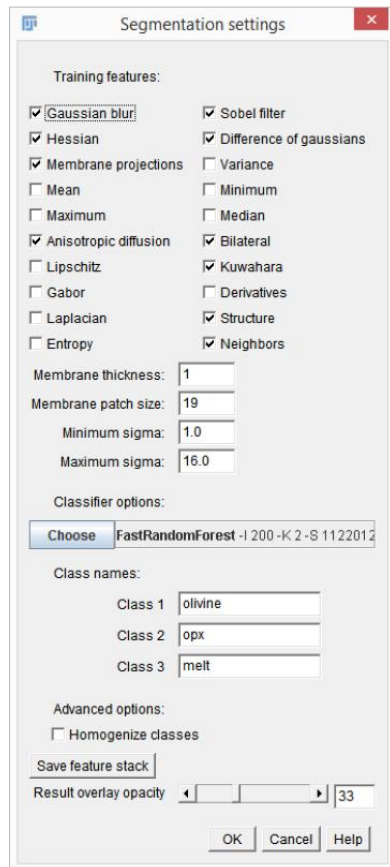 Segmentation settings
Training features:
Gaussian blur Sobel filter
Hessian Difference of gaussians
Membrane projections Variance
Mean Minimum
Maximum Median
Anisotropic diffusion Bilateral
Lipschitz Kuwahara
Gabor Derivatives
Laplacian Structure
Entropy Neighbors
Membrane thickness: 1
Membrane patch size: 19
Minimum sigma: 1.0
Maximum sigma: 16.0
Classifier options:
Choose FastRandomForest -I 200 -K 2 -S 1122012
Class names:
Class 1 olivine
Class 2 opx
Class 3 melt
Advanced options:
Homogenize classes
Save feature stack
Result overlay opacity 33
OK Cancel Help